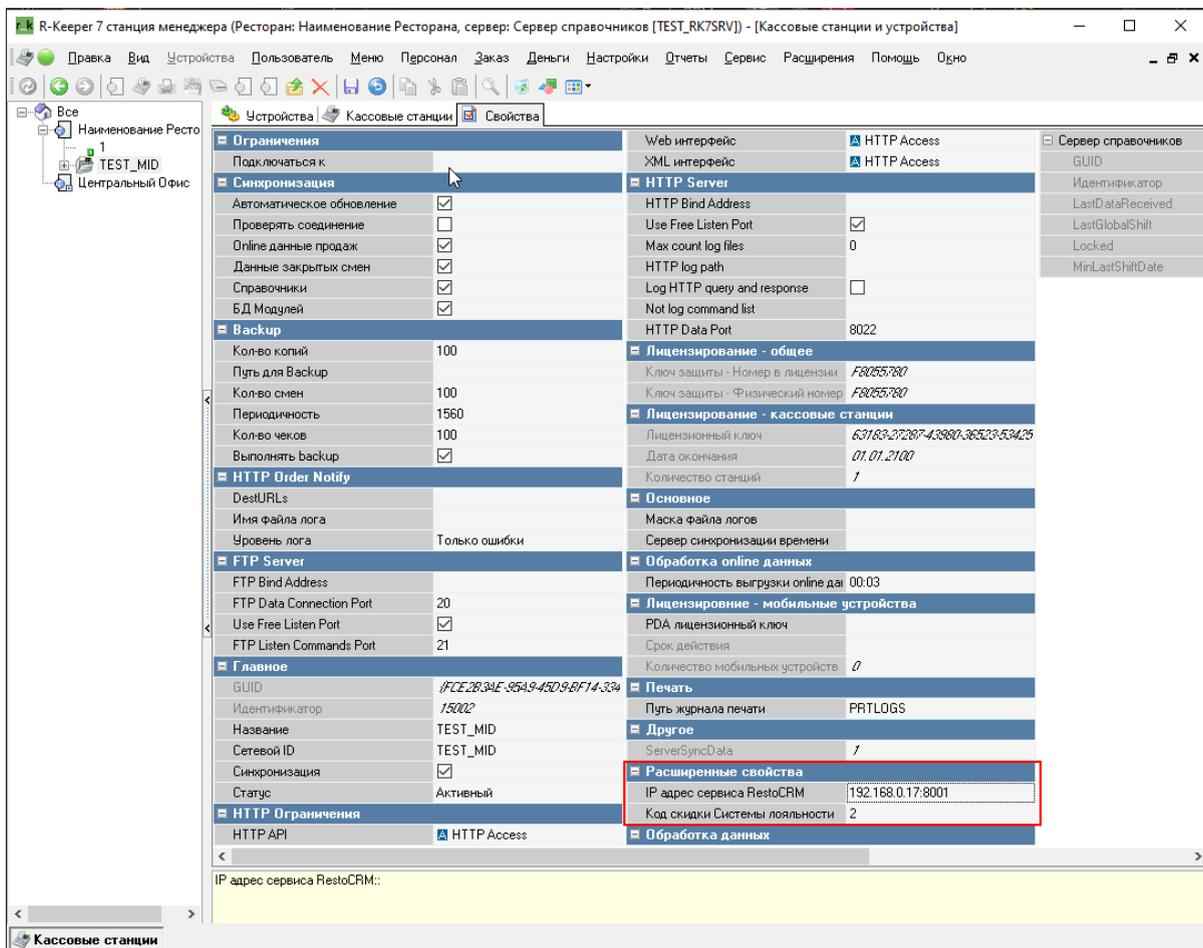 R-Keeper 7 станция менеджера (Ресторан: Наименование Ресторана, сервер: Сервер справочников [TEST_RK7SRV]) - [Кассовые станции и устройства]
Правка Вид Устройства Пользователь Меню Персонал Заказ Деньги Настройки Отчеты Сервис Расширения Помощь Окно
Все
Наименование Ресто
1
TEST_MID
Центральный Офис
Устройства Кассовые станции Свойства
Ограничения
Подключаться к
Синхронизация
Автоматическое обновление
Проверять соединение
Online данные продаж
Данные закрытых смен
Справочники
БД Модулей
Backup
Кол-во копий 100
Путь для Backup
Кол-во смен 100
Периодичность 1560
Кол-во чеков 100
Выполнять backup
HTTP Order Notify
DestURLs
Имя файла лога
Уровень лога Только ошибки
FTP Server
FTP Bind Address
FTP Data Connection Port 20
Use Free Listen Port
FTP Listen Commands Port 21
Главное
GUID {FCE2B3AE-95A9-45D9-BF14-334
Идентификатор 15002
Название TEST_MID
Сетевой ID TEST_MID
Синхронизация
Статус Активный
HTTP Ограничения
HTTP API HTTP Access
Web интерфейс HTTP Access
XML интерфейс HTTP Access
HTTP Server
HTTP Bind Address
Use Free Listen Port
Max count log files 0
HTTP log path
Log HTTP query and response
Not log command list
HTTP Data Port 8022
Лицензирование - общее
Ключ защиты - Номер в лицензии F8055780
Ключ защиты - Физический номер F8055780
Лицензирование - кассовые станции
Лицензионный ключ 63183-27287-43980-36523-53425
Дата окончания 01.01.2100
Количество станций 1
Основное
Маска файла логов
Сервер синхронизации времени
Обработка online данных
Периодичность выгрузки online даı 00:03
Лицензировние - мобильные устройства
PDA лицензионный ключ
Срок действия
Количество мобильных устройств 0
Печать
Путь журнала печати PRTLOGS
Другое
ServerSyncData 1
Расширенные свойства
IP адрес сервиса RestoCRM 192.168.0.17:8001
Код скидки Системы лояльности 2
Обработка данных
Сервер справочников
GUID
Идентификатор
LastDataReceived
LastGlobalShift
Locked
MinLastShiftDate
IP адрес сервиса RestoCRM::
Кассовые станции